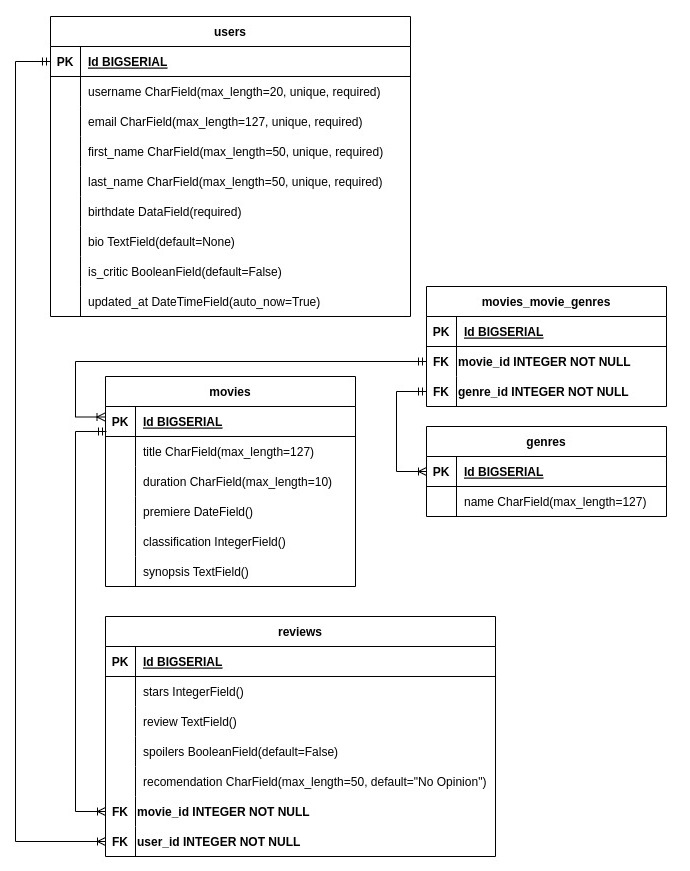 users
PK Id BIGSERIAL
username CharField(max_length=20, unique, required)
email CharField(max_length=127, unique, required)
first_name CharField(max_length=50, unique, required)
last_name CharField(max_length=50, unique, required)
birthdate DataField(required)
bio TextField(default=None)
is_critic BooleanField(default=False)
updated_at DateTimeField(auto_now=True)
movies_movie_genres
PK Id BIGSERIAL
FK movie_id INTEGER NOT NULL
FK genre_id INTEGER NOT NULL
movies
PK Id BIGSERIAL
title CharField(max_length=127)
duration CharField(max_length=10)
premiere DateField()
classification IntegerField()
synopsis TextField()
genres
PK Id BIGSERIAL
name CharField(max_length=127)
reviews
PK Id BIGSERIAL
stars IntegerField()
review TextField()
spoilers BooleanField(default=False)
recomendation CharField(max_length=50, default="No Opinion")
FK movie_id INTEGER NOT NULL
FK user_id INTEGER NOT NULL